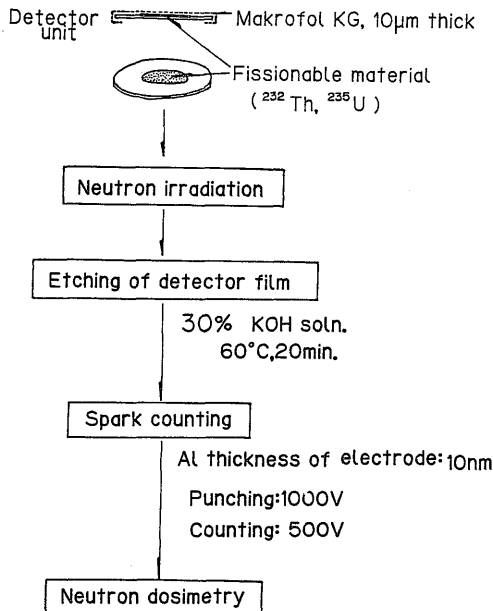 Detector unit
Makrofol KG, 10μm thick
Fissionable material
( ²³²Th, ²³⁵U )
Neutron irradiation
Etching of detector film
30% KOH soln.
60°C,20min.
Spark counting
Al thickness of electrode:10nm
Punching:1000V
Counting: 500V
Neutron dosimetry